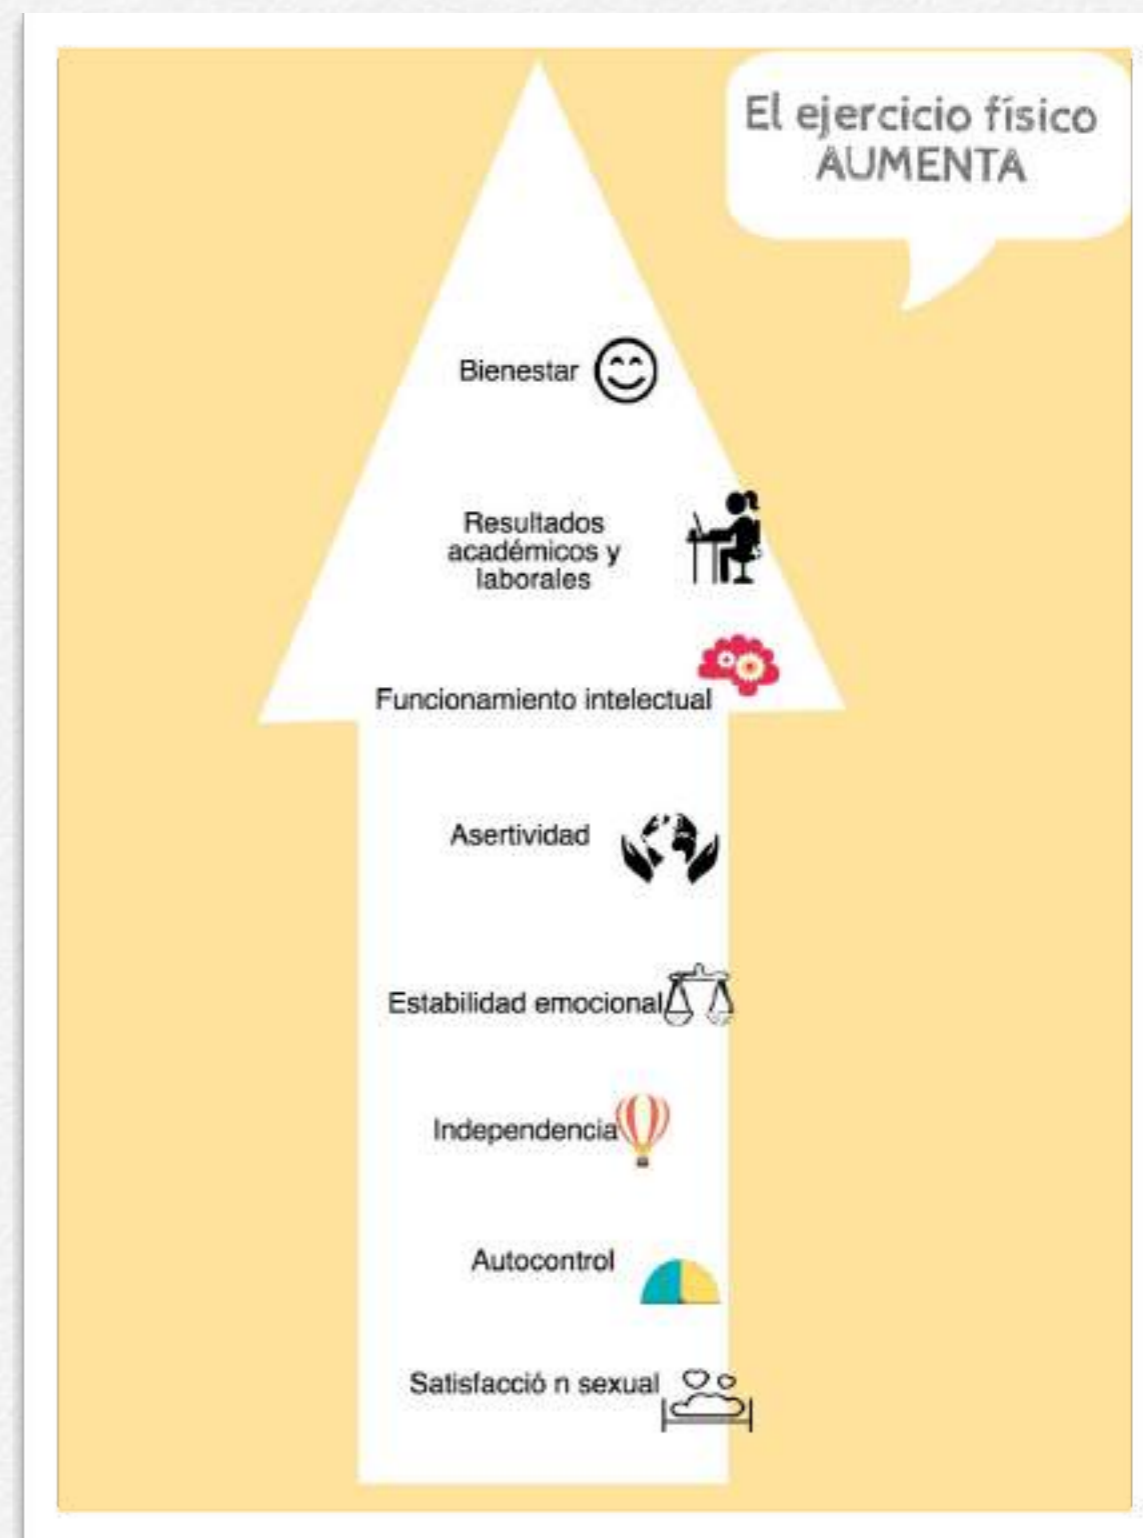 El ejercicio físico
AUMENTA
Bienestar
Resultados
académicos y
laborales
Funcionamiento intelectual
Asertividad
Estabilidad emocional
Independencia
Autocontrol
Satisfacció n sexual